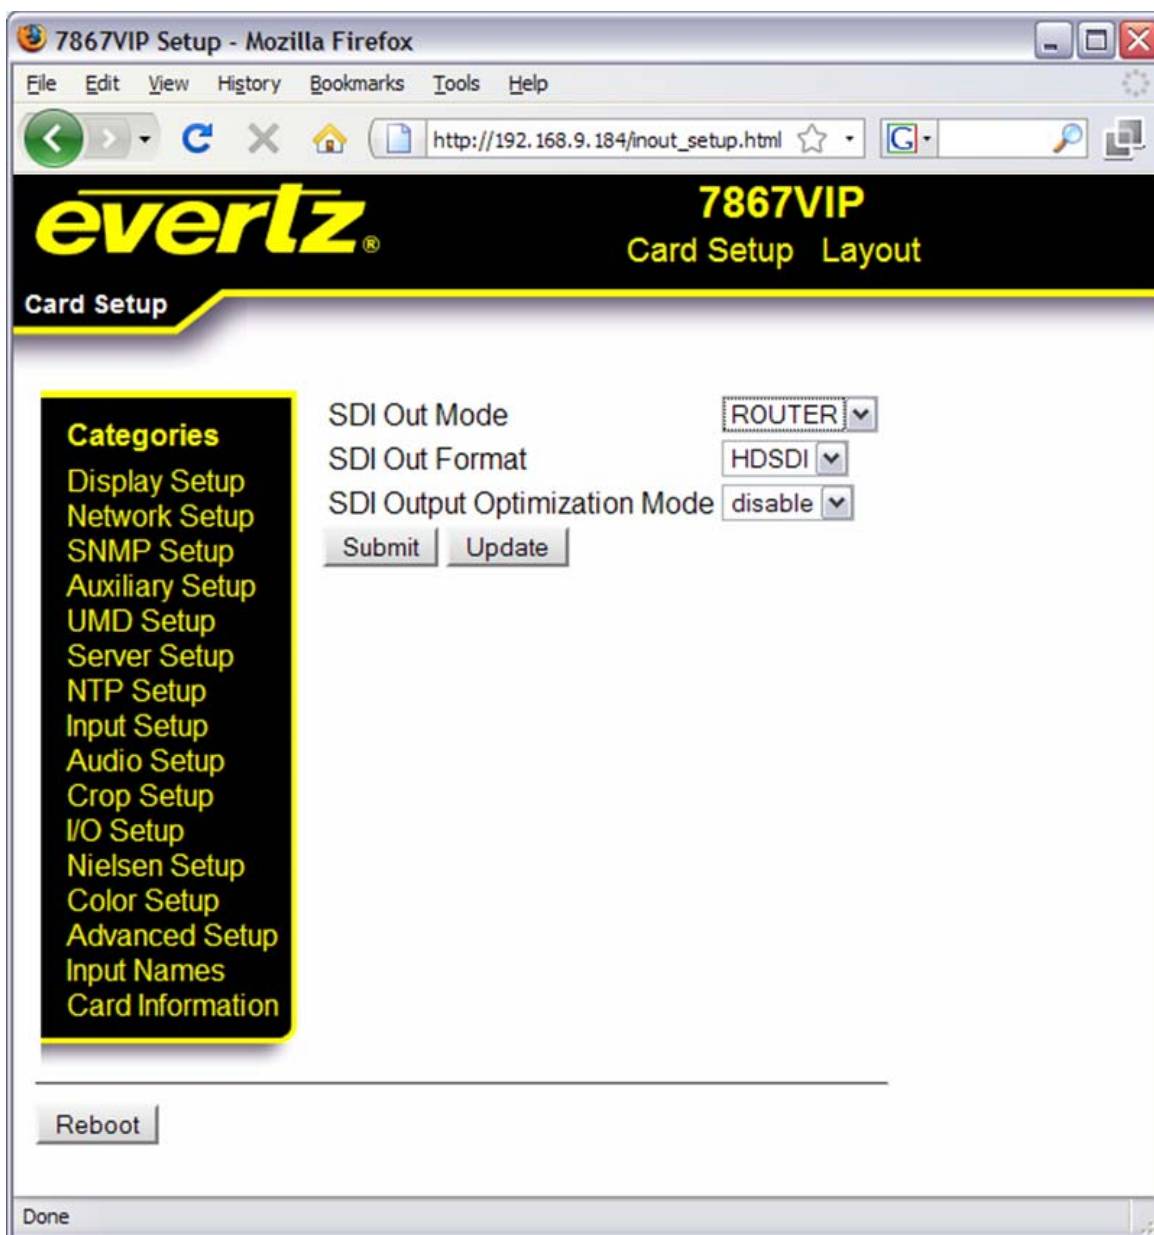 7867VIP Setup - Mozilla Firefox
File Edit View History Bookmarks Tools Help
http://192.168.9.184/inout_setup.html G
evertz® 7867VIP
Card Setup Layout
Card Setup
SDI Out Mode ROUTER
SDI Out Format HDSDI
SDI Output Optimization Mode disable
Submit Update
Categories
Display Setup
Network Setup
SNMP Setup
Auxiliary Setup
UMD Setup
Server Setup
NTP Setup
Input Setup
Audio Setup
Crop Setup
I/O Setup
Nielsen Setup
Color Setup
Advanced Setup
Input Names
Card Information
Reboot
Done